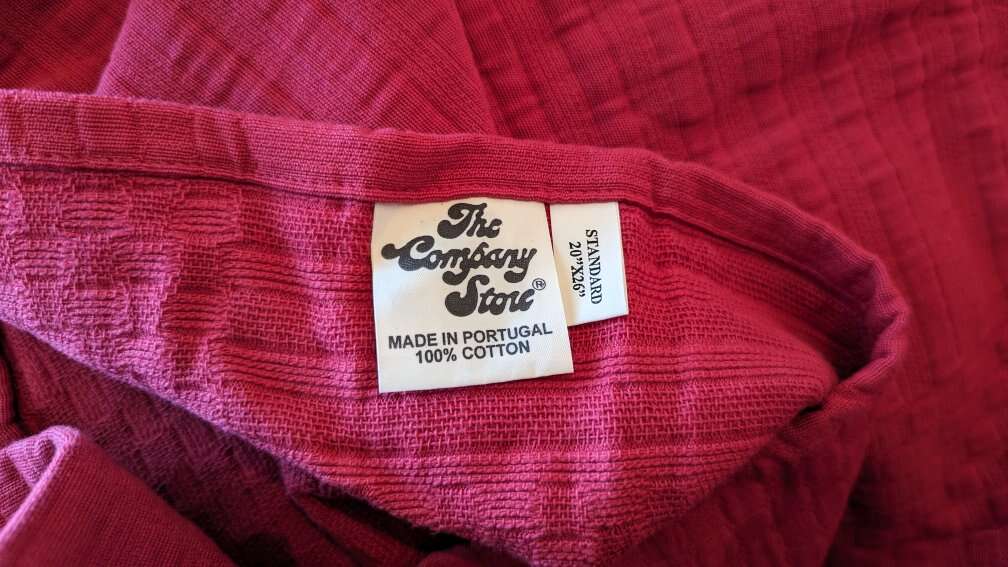 The
Company
Store®
MADE IN PORTUGAL
100% COTTON
STANDARD
20”X26”